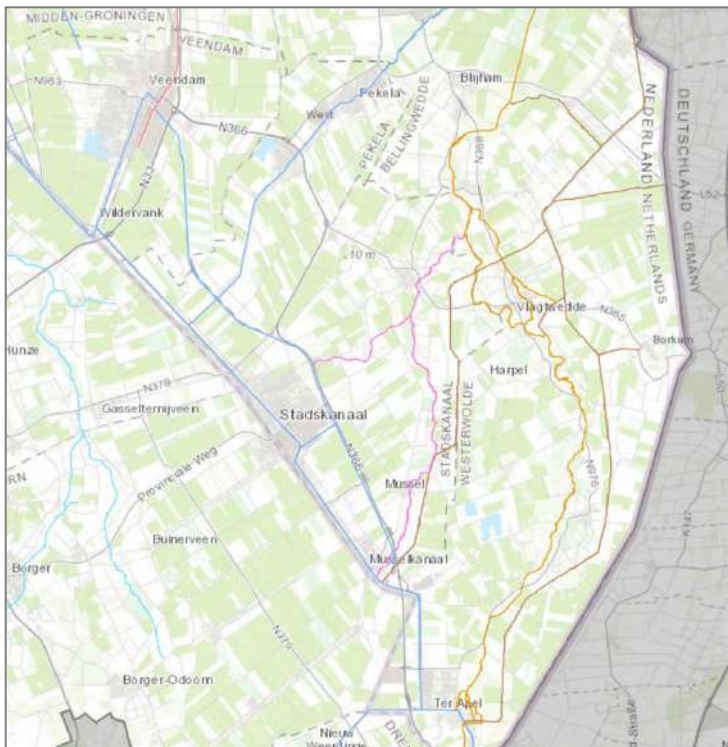 MIDDEN-GRONINGEN
VEENDAM
Veendam
N963
N366
N33
Wildervank
West
Pekela
PEKELA
BELLINGWEDDE
Blijham
N368
NEDERLAND NETHERLANDS
DEUTSCHLAND GERMANY
10 m
Vlagtwedde
N365
Borkum
Harpel
STADSKANAAL
WESTERWOLDE
Hunze
N378
Gasselternijveen
Stadskanaal
Provinciale Weg
N366
Mussel
N976
Buinerveen
Musselkanaal
Borger
N379
Borger-Odoorn
Ter Apel
Nieuw
K147